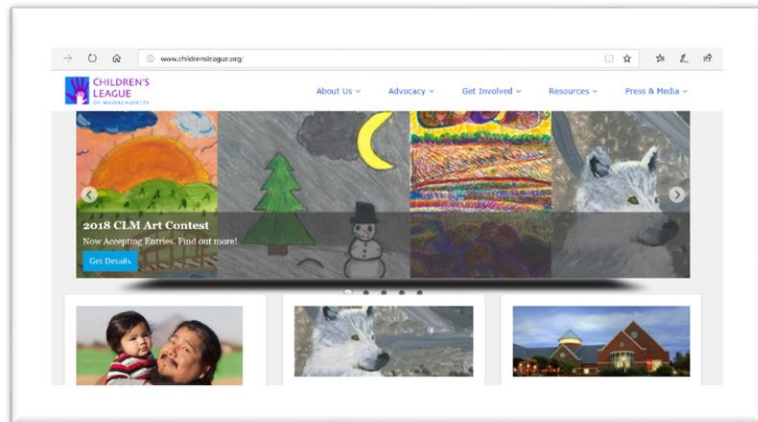 www.childrensleague.org/
CHILDREN'S
LEAGUE
OF MASSACHUSETTS
About Us
Advocacy
Get Involved
Resources
Press & Media
2018 CLM Art Contest
Now Accepting Entries. Find out more!
Get Details